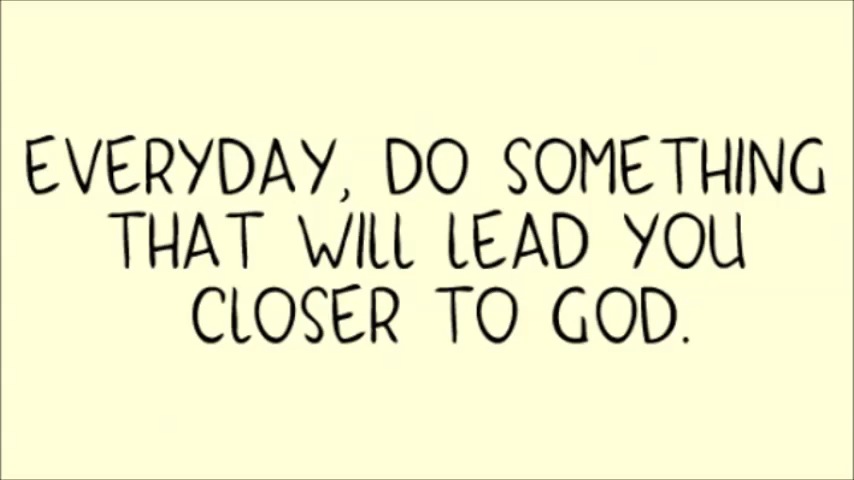 EVERYDAY, DO SOMETHING
THAT WILL LEAD YOU
CLOSER TO GOD.